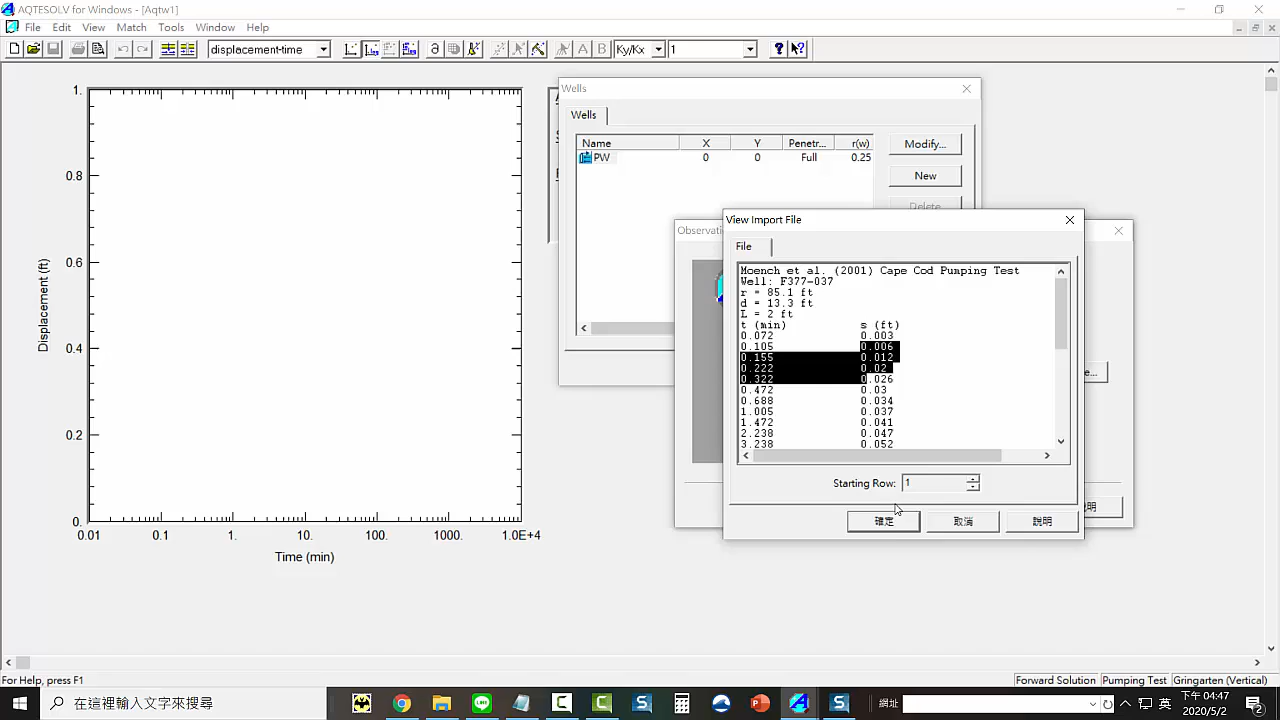 AQTESOLV for Windows - [Aqtw1]
File Edit View Match Tools Window Help
displacement-time
Kyi/Kx 1
Wells
Wells
Name X Y Penetr... r(w)
PW 0 0 Full 0.25
Modify...
New
Delete
Observati
View Import File
File
Moench et al. (2001) Cape Cod Pumping Test
Well: F377-037
r = 85.1 ft
d = 13.3 ft
L = 2 ft
t (min) s (ft)
0.072 0.003
0.105 0.006
0.155 0.012
0.222 0.02
0.322 0.026
0.472 0.03
0.688 0.034
1.005 0.037
1.472 0.041
2.238 0.047
3.238 0.052
Starting Row: 1
確定 取消 說明
e...
明
1.
0.8
0.6
0.4
0.2
0.
Displacement (ft)
0.01 0.1 1. 10. 100. 1000. 1.0E+4
Time (min)
For Help, press F1
Forward Solution Pumping Test Gringarten (Vertical)
在這裡輸入文字來搜尋
網址
英
下午 04:47
2020/5/2
2